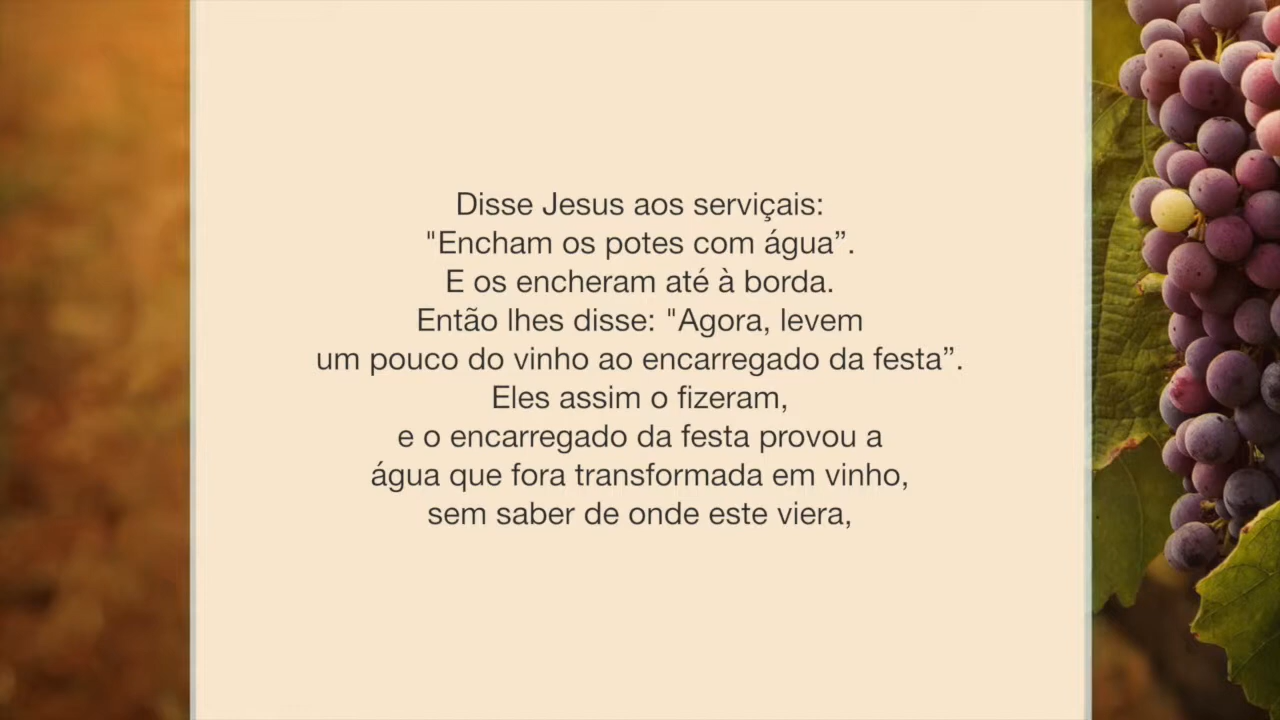 Disse Jesus aos serviçais:
"Encham os potes com água”.
E os encheram até à borda.
Então lhes disse: "Agora, levem
um pouco do vinho ao encarregado da festa”.
Eles assim o fizeram,
e o encarregado da festa provou a
água que fora transformada em vinho,
sem saber de onde este viera,